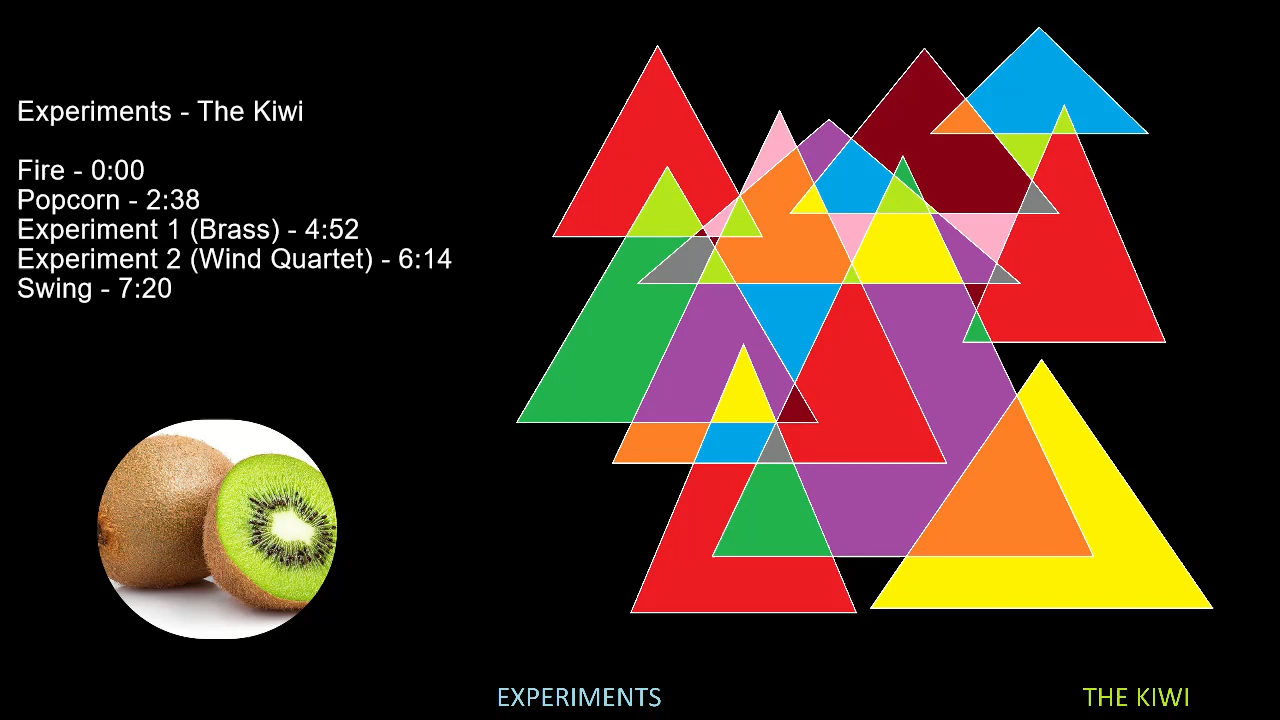 Experiments - The Kiwi
Fire - 0:00
Popcorn - 2:38
Experiment 1 (Brass) - 4:52
Experiment 2 (Wind Quartet) - 6:14
Swing - 7:20
EXPERIMENTS
THE KIWI